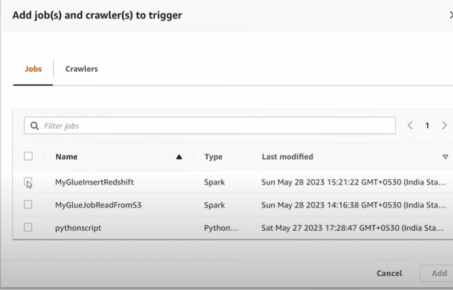 Add job(s) and crawler(s) to trigger
Jobs Crawlers
Filter jobs 1
Name Type Last modified
MyGlueInsertRedshift Spark Sun May 28 2023 15:21:22 GMT+0530 (India Sta...
MyGlueJobReadFromS3 Spark Sun May 28 2023 14:16:38 GMT+0530 (India Sta...
pythonscript Python... Sat May 27 2023 17:28:47 GMT+0530 (India Sta...
Cancel Add